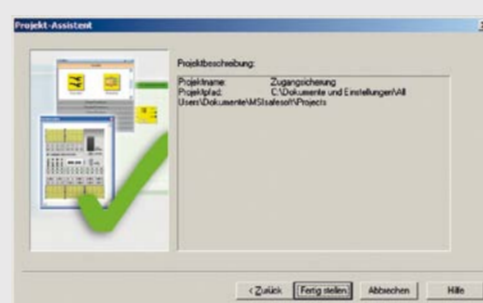 Projekt-Assistent
Projektbeschreibung:
Projektname: Zugangsicherung
Projektpfad: C:\Dokumente und Einstellungen\All
Users\Dokumente\MSIsafesoft\Projects
< Zurück Fertig stellen Abbrechen Hilfe